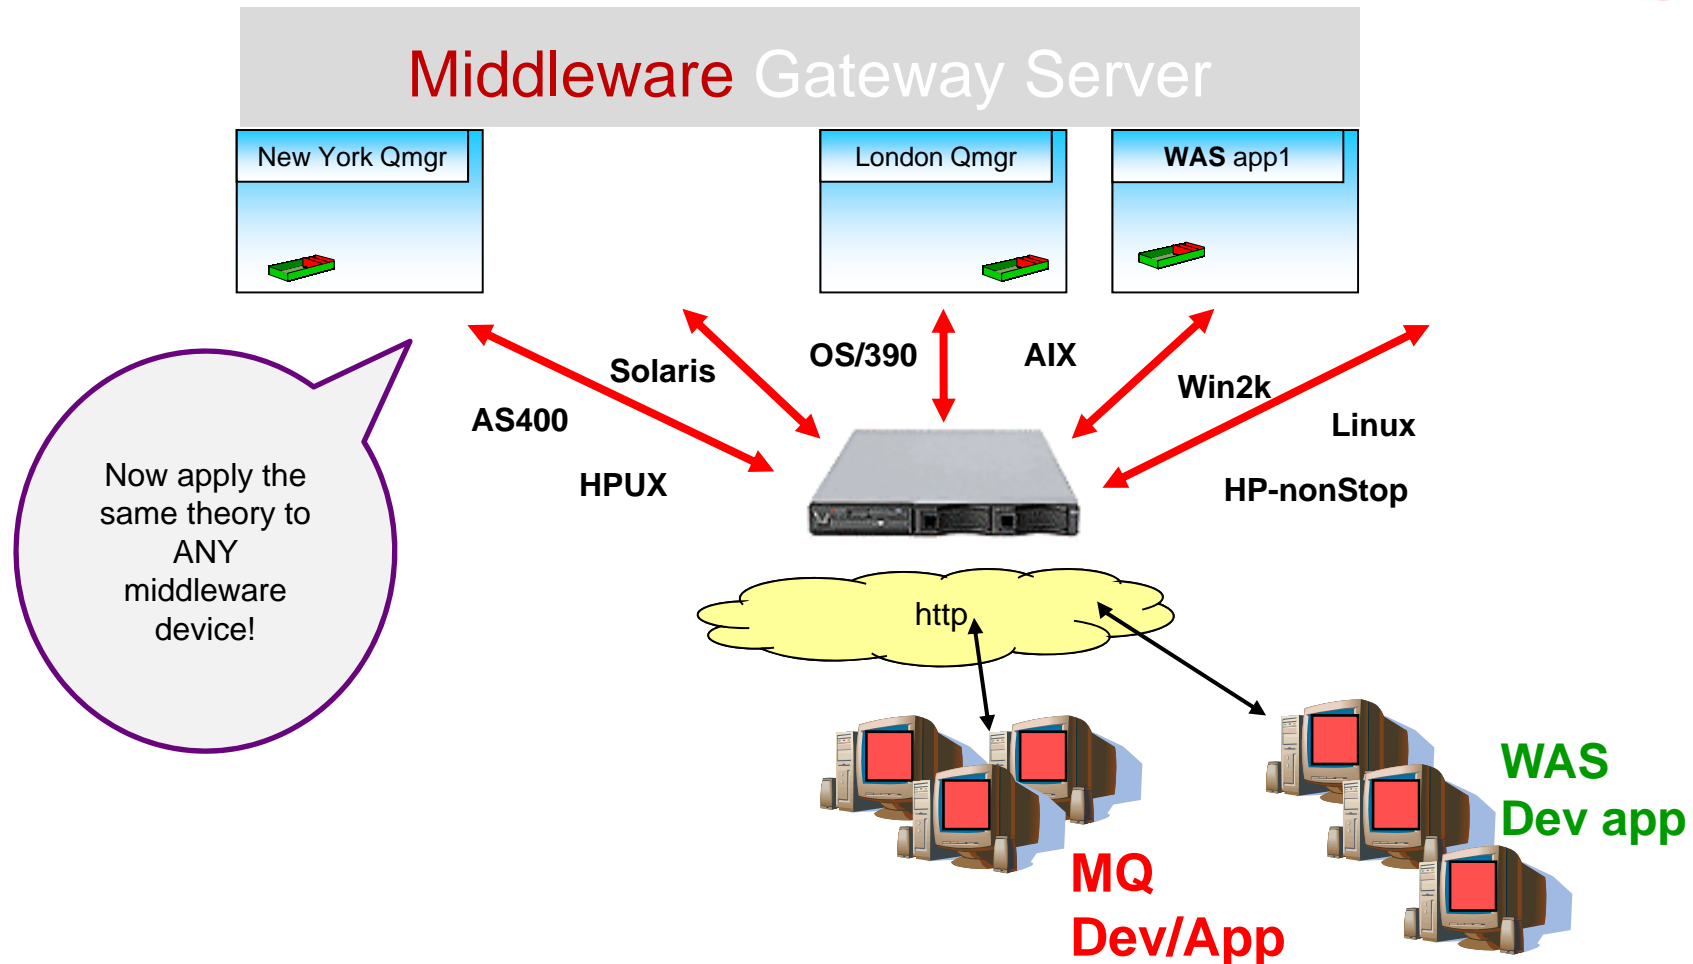 Middleware Gateway Server
New York Qmgr
London Qmgr
WAS app1
Solaris
OS/390
AIX
Win2k
AS400
Linux
HPUX
HP-nonStop
Now apply the
same theory to
ANY
middleware
device!
http
WAS
Dev app
MQ
Dev/App